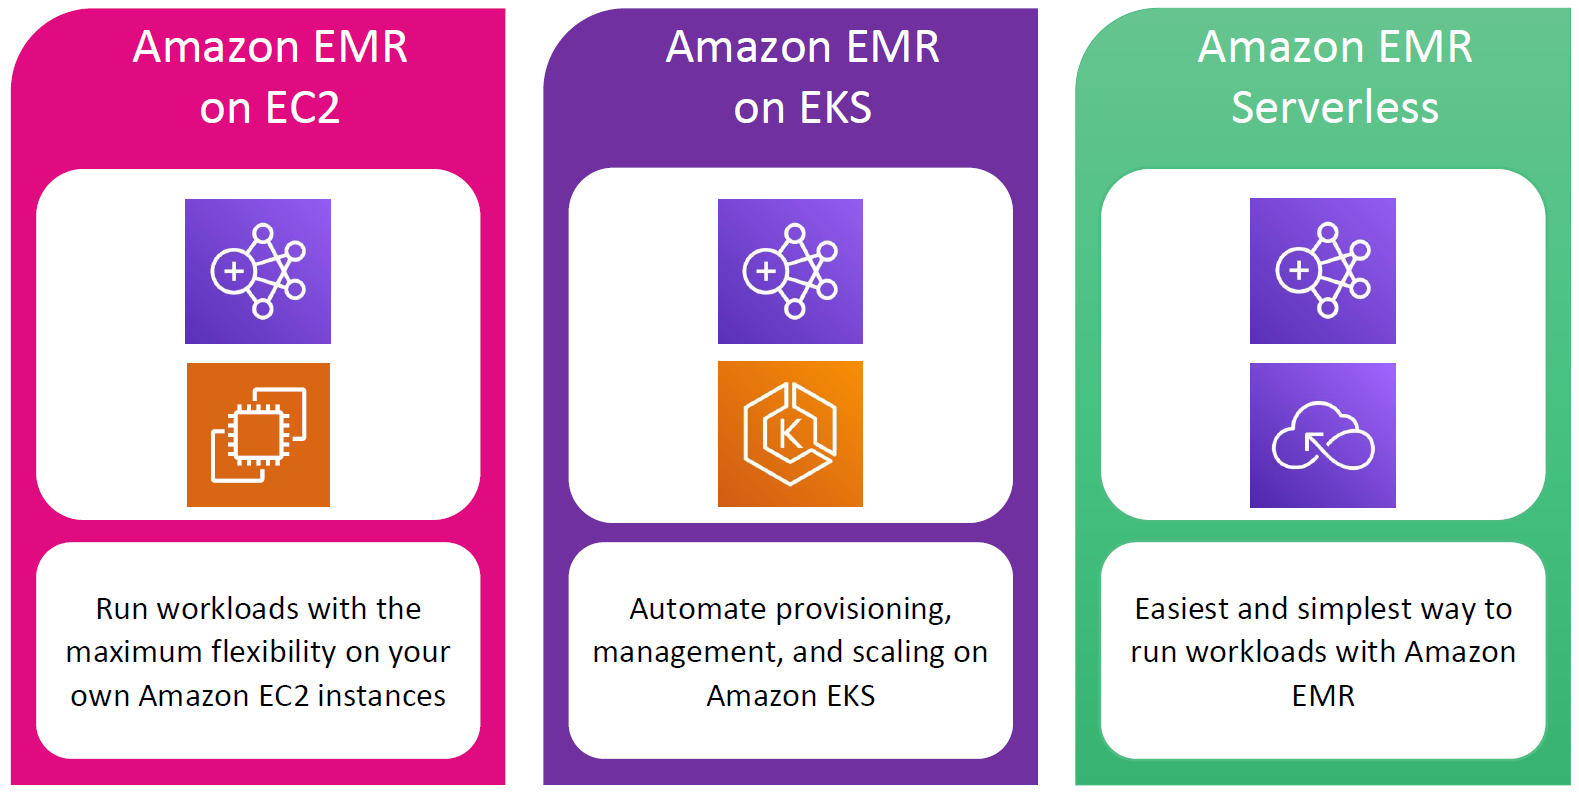 Amazon EMR
on EC2
Run workloads with the
maximum flexibility on your
own Amazon EC2 instances
Amazon EMR
on EKS
K
Automate provisioning,
management, and scaling on
Amazon EKS
Amazon EMR
Serverless
Easiest and simplest way to
run workloads with Amazon
EMR